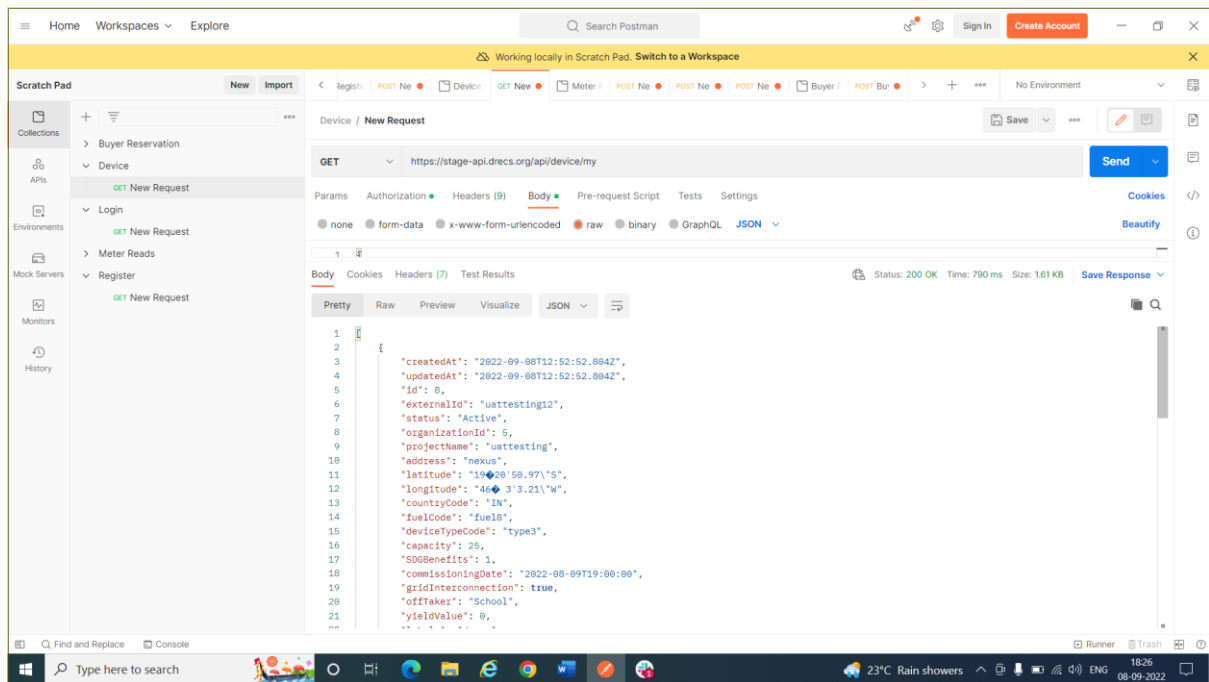 Home Workspaces Explore Search Postman Sign In Create Account
Working locally in Scratch Pad. Switch to a Workspace
Scratch Pad New Import Registe POST Ne Device GET New Meter F POST Ne POST Ne POST Ne Buyer F POST Buy No Environment
Collections
APIs
Environments
Mock Servers
Monitors
History
Buyer Reservation
Device
GET New Request
Login
GET New Request
Meter Reads
Register
GET New Request
Device / New Request Save
GET https://stage-api.drecs.org/api/device/my Send
Params Authorization Headers (9) Body Pre-request Script Tests Settings Cookies
none form-data x-www-form-urlencoded raw binary GraphQL JSON Beautify
1 [
Body Cookies Headers (7) Test Results Status: 200 OK Time: 790 ms Size: 1.61 KB Save Response
Pretty Raw Preview Visualize JSON
1 [
2 {
3 "createdAt": "2022-09-08T12:52:52.804Z",
4 "updatedAt": "2022-09-08T12:52:52.804Z",
5 "id": 8,
6 "externalId": "uattesting12",
7 "status": "Active",
8 "organizationId": 5,
9 "projectName": "uattesting",
10 "address": "nexus",
11 "latitude": "19�20'50.97\"S",
12 "longitude": "46� 3'3.21\"W",
13 "countryCode": "IN",
14 "fuelCode": "fuel8",
15 "deviceTypeCode": "type3",
16 "capacity": 25,
17 "SDGBenefits": 1,
18 "commissioningDate": "2022-08-09T19:00:00",
19 "gridInterconnection": true,
20 "offTaker": "School",
21 "yieldValue": 0,
Find and Replace Console Runner Trash
Type here to search 23°C Rain showers ENG 18:26
08-09-2022